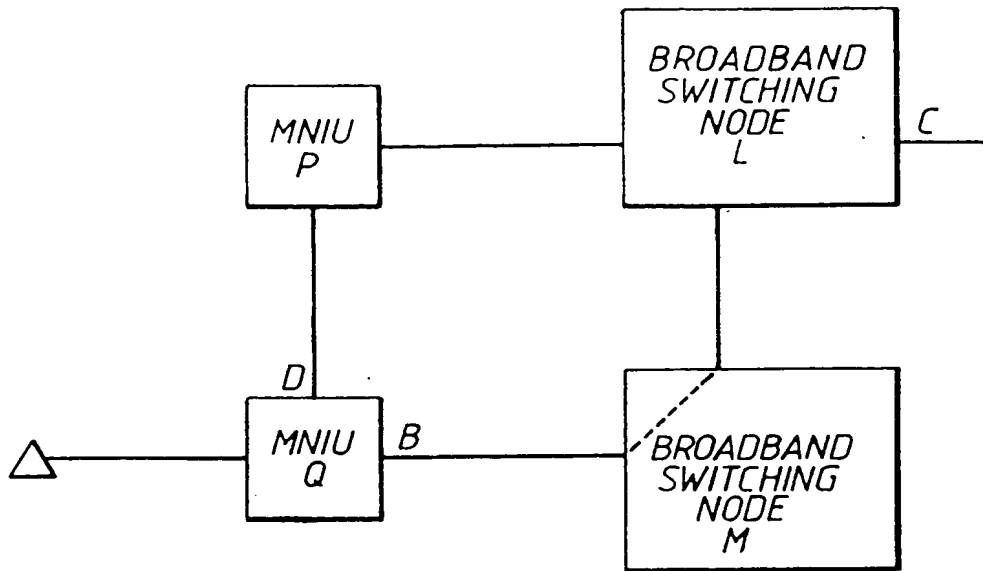 BROADBAND
SWITCHING
NODE
L
C
MNIU
P
D
MNIU
Q
B
BROADBAND
SWITCHING
NODE
M